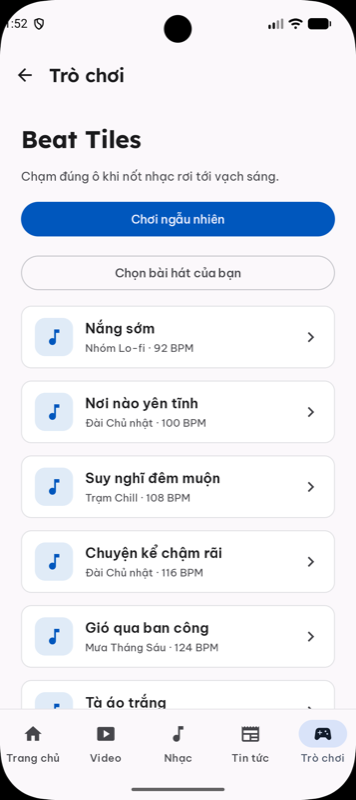 Trò chơi
Beat Tiles
Chạm đúng ô khi nốt nhạc rơi tới vạch sáng.
Chơi ngẫu nhiên
Chọn bài hát của bạn
Nắng sớm
Nhóm Lo-fi · 92 BPM
Nơi nào yên tĩnh
Đài Chủ nhật · 100 BPM
Suy nghĩ đêm muộn
Trạm Chill · 108 BPM
Chuyện kể chậm rãi
Đài Chủ nhật · 116 BPM
Gió qua ban công
Mưa Tháng Sáu · 124 BPM
Tà áo trắng
Trang chủ
Video
Nhạc
Tin tức
Trò chơi